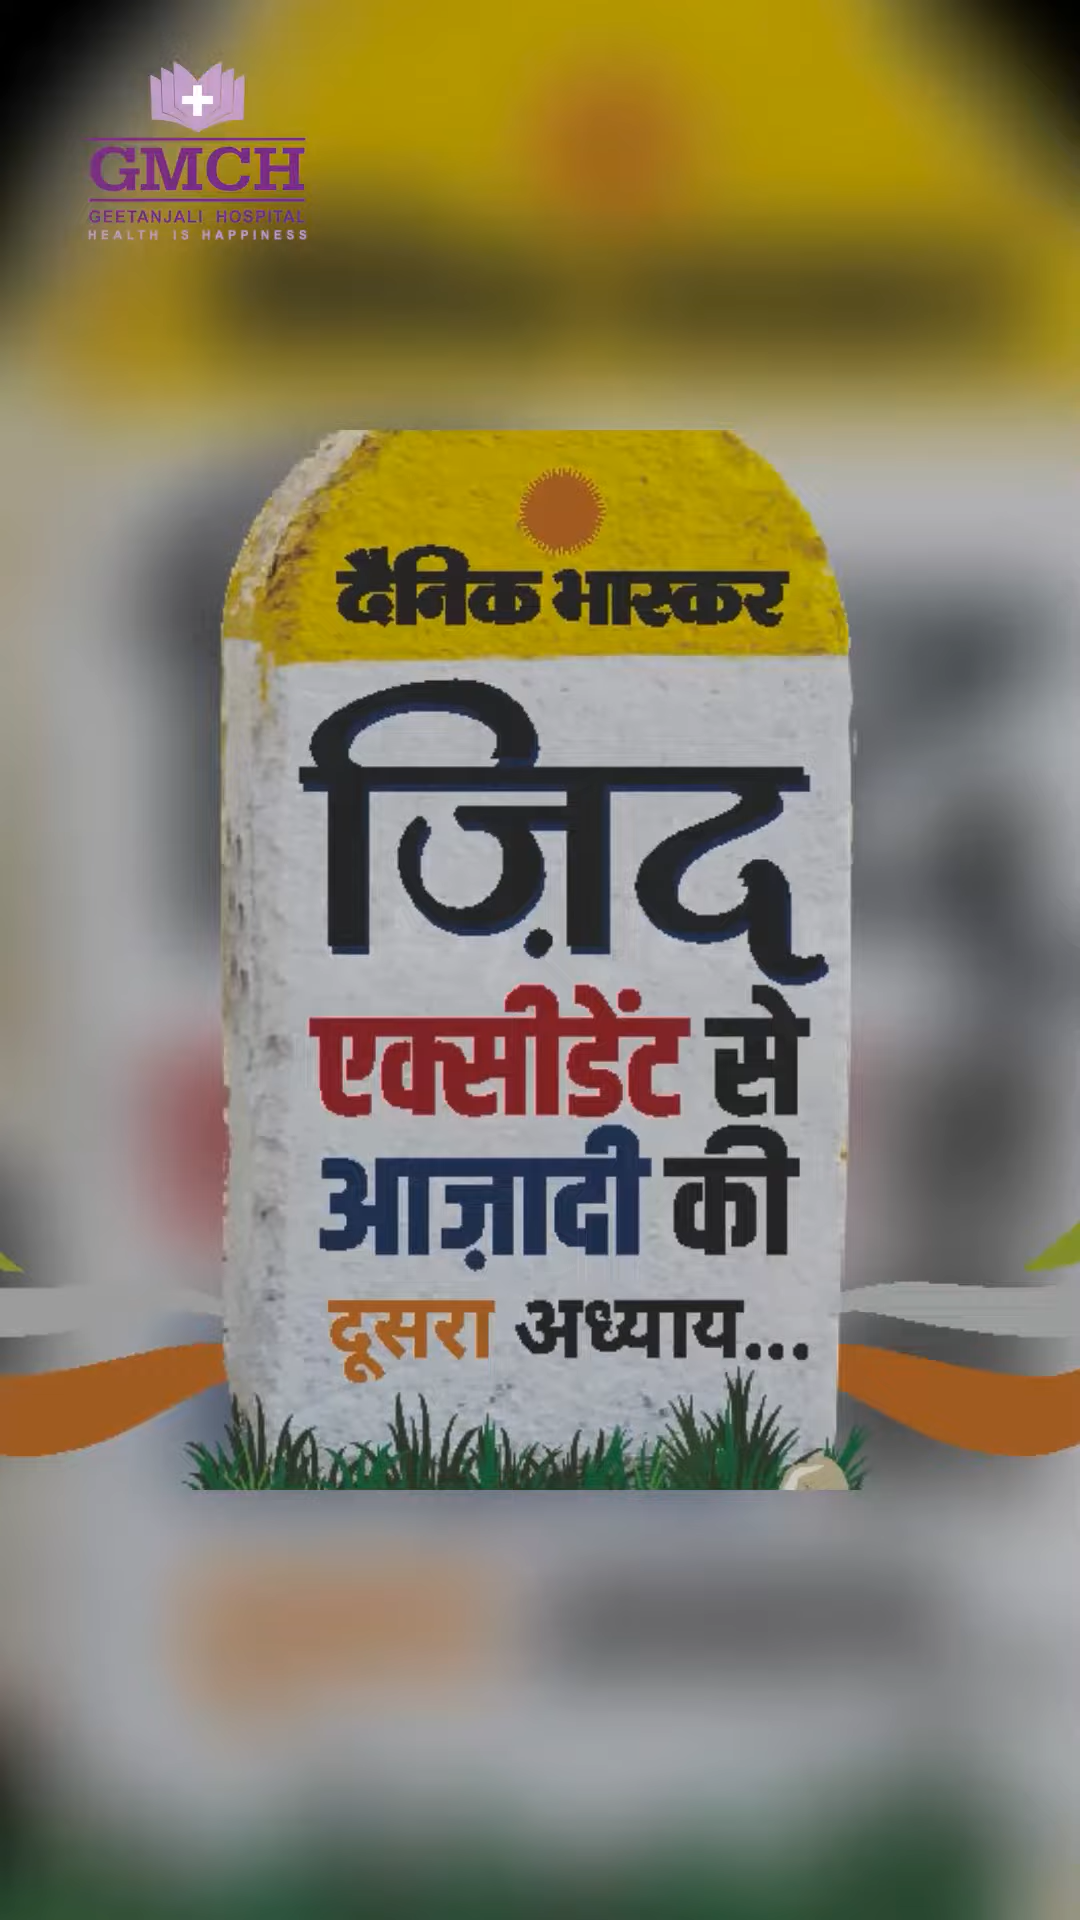 GMCH
GEETANJALI HOSPITAL
HEALTH IS HAPPINESS
दैनिक भास्कर
ज़िद
एक्सीडेंट से
आज़ादी की
दूसरा अध्याय...